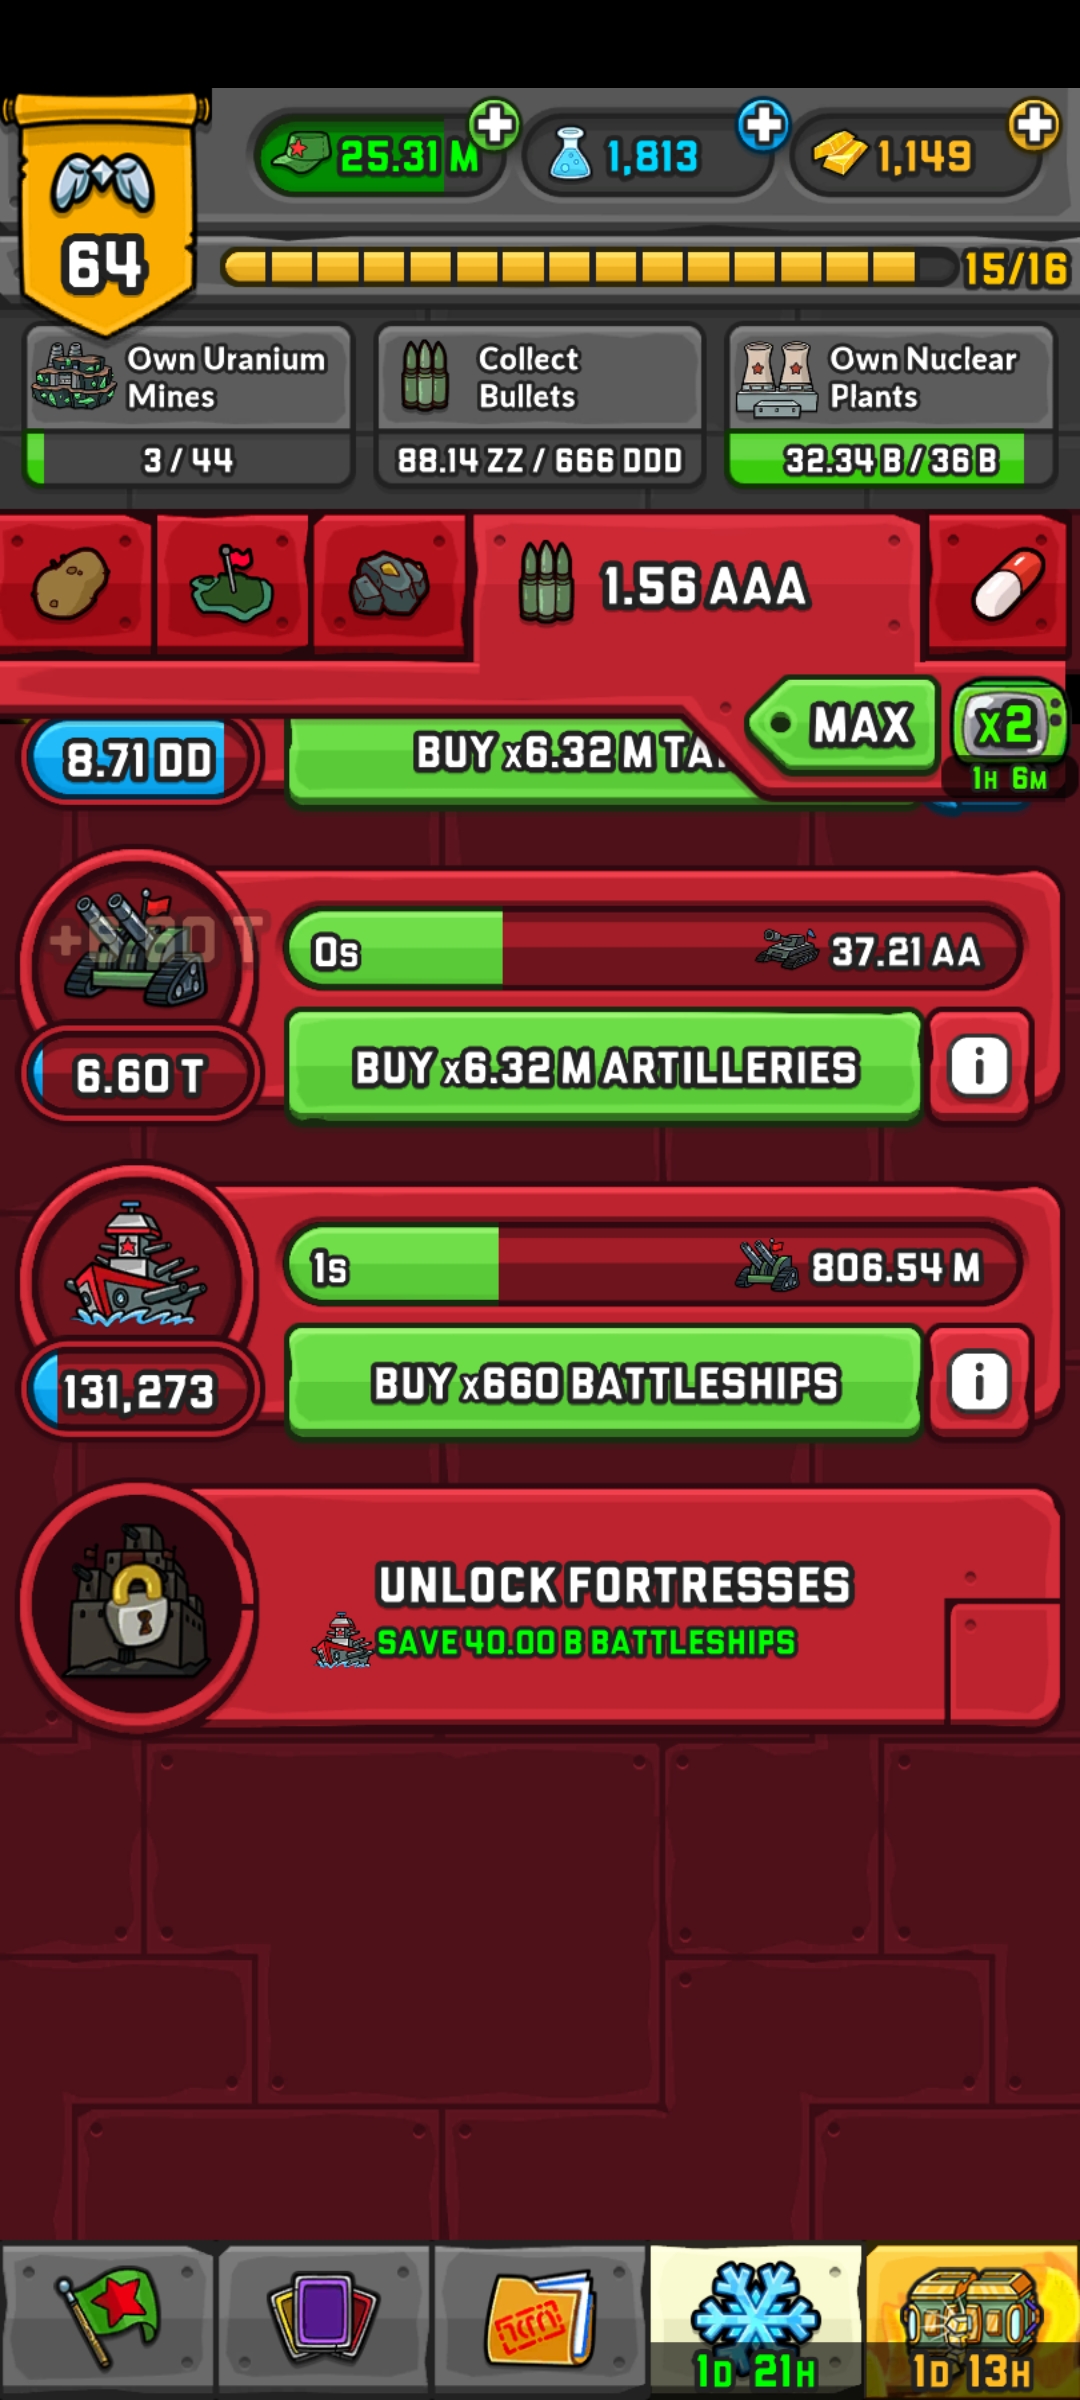 25.31 M
1,813
1,149
64
15/16
Own Uranium
Mines
3 / 44
Collect
Bullets
88.14 ZZ / 666 DDD
Own Nuclear
Plants
32.34 B / 36 B
1.56 AAA
MAX
x2
1H 6M
8.71 DD
BUY x6.32 M TA
0s
37.21 AA
6.60 T
BUY x6.32 M ARTILLERIES
i
1s
806.54 M
131,273
BUY x660 BATTLESHIPS
i
UNLOCK FORTRESSES
SAVE 40.00 B BATTLESHIPS
1D 21H
1D 13H